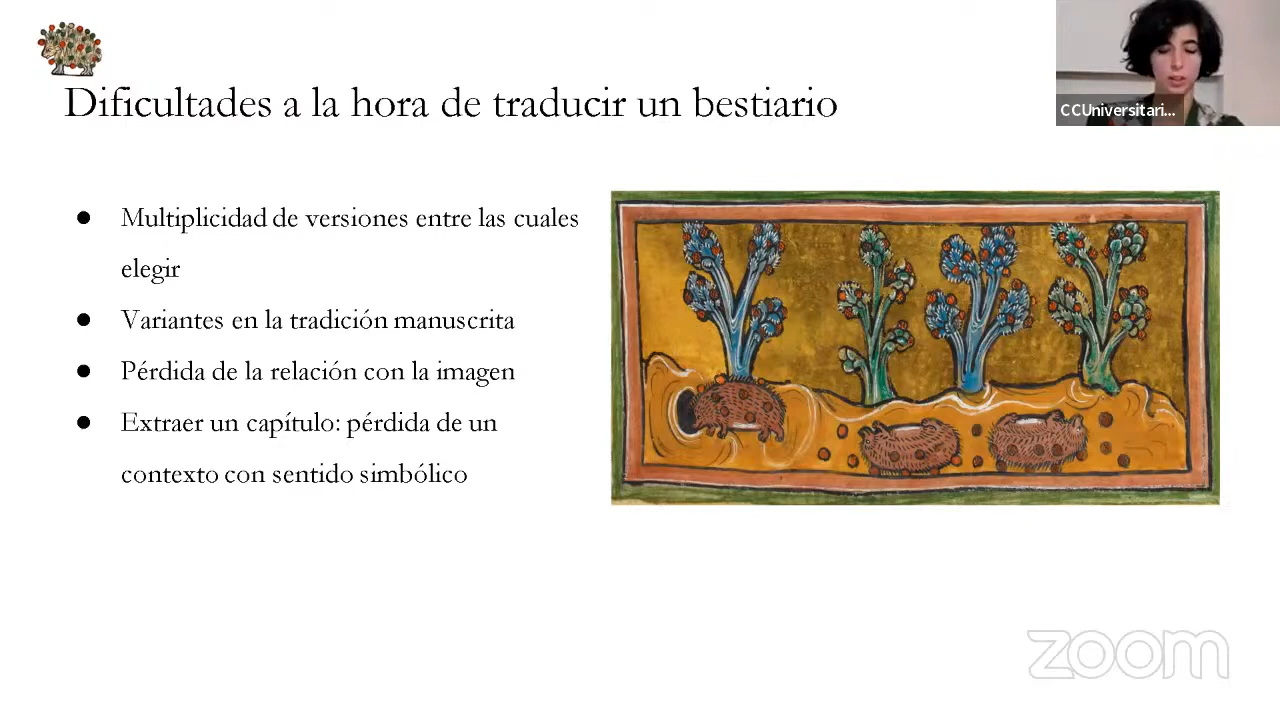 CCUniversitari...
Dificultades a la hora de traducir un bestiario
● Multiplicidad de versiones entre las cuales
elegir
● Variantes en la tradición manuscrita
● Pérdida de la relación con la imagen
● Extraer un capítulo: pérdida de un
contexto con sentido simbólico
zoom